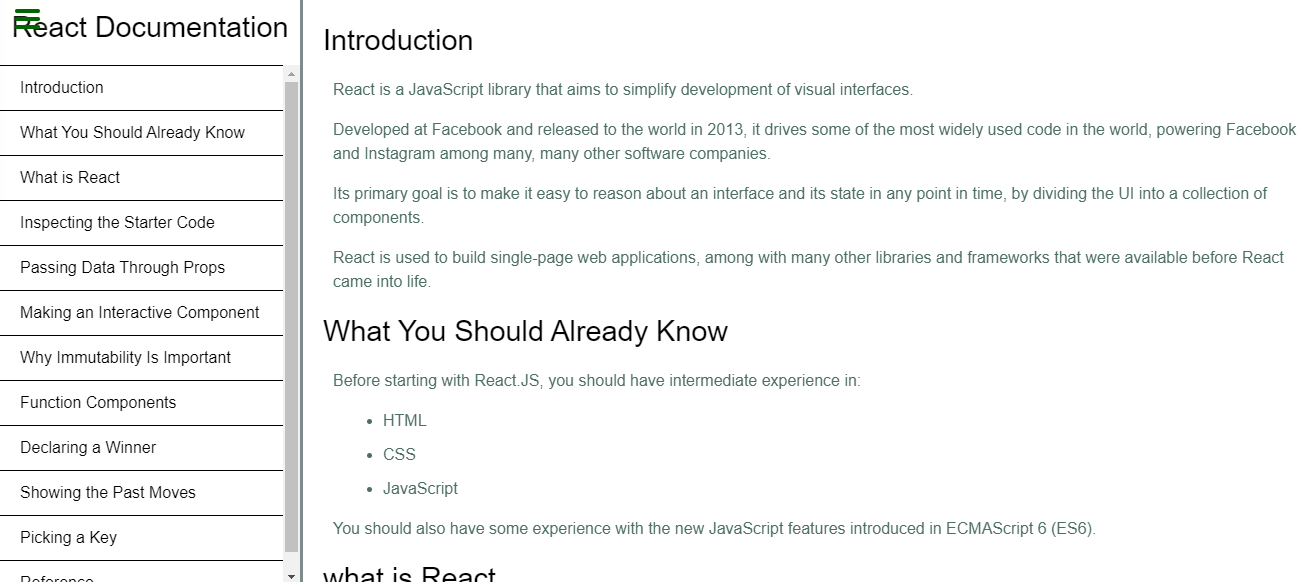 React Documentation
Introduction
What You Should Already Know
What is React
Inspecting the Starter Code
Passing Data Through Props
Making an Interactive Component
Why Immutability Is Important
Function Components
Declaring a Winner
Showing the Past Moves
Picking a Key
Reference
Introduction
React is a JavaScript library that aims to simplify development of visual interfaces.
Developed at Facebook and released to the world in 2013, it drives some of the most widely used code in the world, powering Facebook
and Instagram among many, many other software companies.
Its primary goal is to make it easy to reason about an interface and its state in any point in time, by dividing the UI into a collection of
components.
React is used to build single-page web applications, among with many other libraries and frameworks that were available before React
came into life.
What You Should Already Know
Before starting with React.JS, you should have intermediate experience in:
• HTML
• CSS
• JavaScript
You should also have some experience with the new JavaScript features introduced in ECMAScript 6 (ES6).
what is React